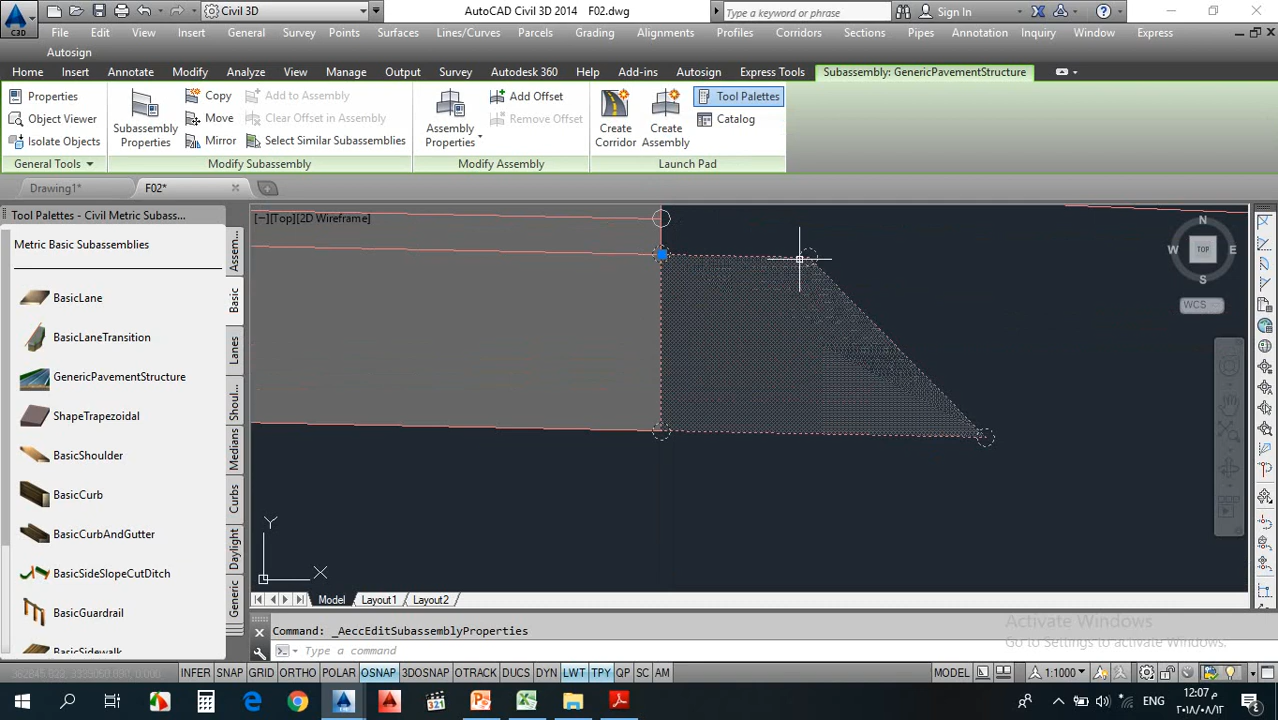 C3D
Civil 3D
AutoCAD Civil 3D 2014 F02.dwg
Type a keyword or phrase
Sign In
File Edit View Insert General Survey Points Surfaces Lines/Curves Parcels Grading Alignments Profiles Corridors Sections Pipes Annotation Inquiry Window Express
Autosign
Home Insert Annotate Modify Analyze View Manage Output Survey Autodesk 360 Help Add-ins Autosign Express Tools Subassembly: GenericPavementStructure
Properties
Object Viewer
Isolate Objects
General Tools
Subassembly Properties
Copy
Move
Mirror
Add to Assembly
Clear Offset in Assembly
Select Similar Subassemblies
Modify Subassembly
Assembly Properties
Add Offset
Remove Offset
Modify Assembly
Create Corridor
Create Assembly
Tool Palettes
Catalog
Launch Pad
Drawing1*
F02*
Tool Palettes - Civil Metric Subass...
Metric Basic Subassemblies
BasicLane
BasicLaneTransition
GenericPavementStructure
ShapeTrapezoidal
BasicShoulder
BasicCurb
BasicCurbAndGutter
BasicSideSlopeCutDitch
BasicGuardrail
BasicSidewalk
Assem...
Basic
Lanes
Shoul...
Medians
Curbs
Daylight
Generic
[−][Top][2D Wireframe]
N
W TOP E
S
WCS
Y
X
Model Layout1 Layout2
Command: _AeccEditSubassemblyProperties
Type a command
Activate Windows
Go to Settings to activate Windows.
INFER SNAP GRID ORTHO POLAR OSNAP 3DOSNAP OTRACK DUCS DYN LWT TPY QP SC AM
MODEL
1:1000
321
ENG
12:07 م
٢٠١٨/٠٨/١٢